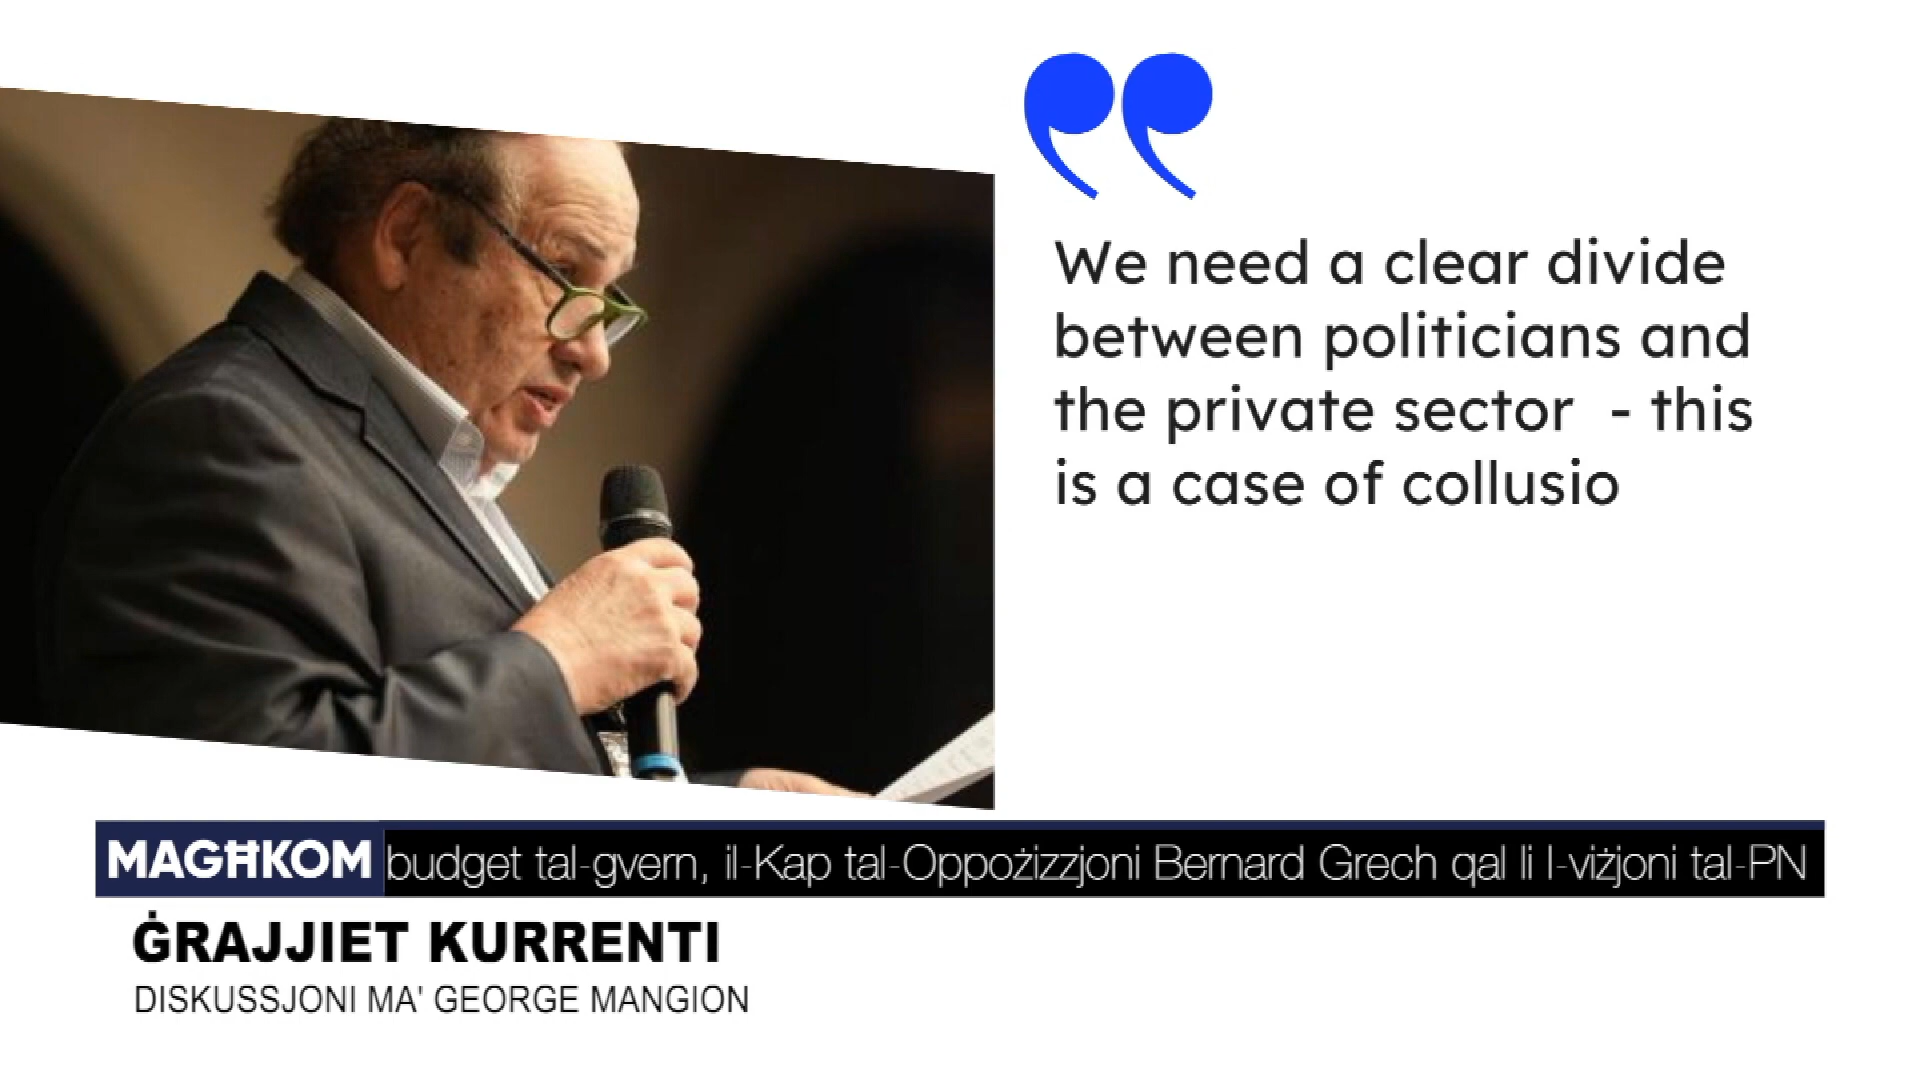 We need a clear divide
between politicians and
the private sector - this
is a case of collusio
MAGĦKOM
budget tal-gvern, il-Kap tal-Oppożizzjoni Bernard Grech qal li l-viżjoni tal-PN
ĠRAJJIET KURRENTI
DISKUSSJONI MA' GEORGE MANGION